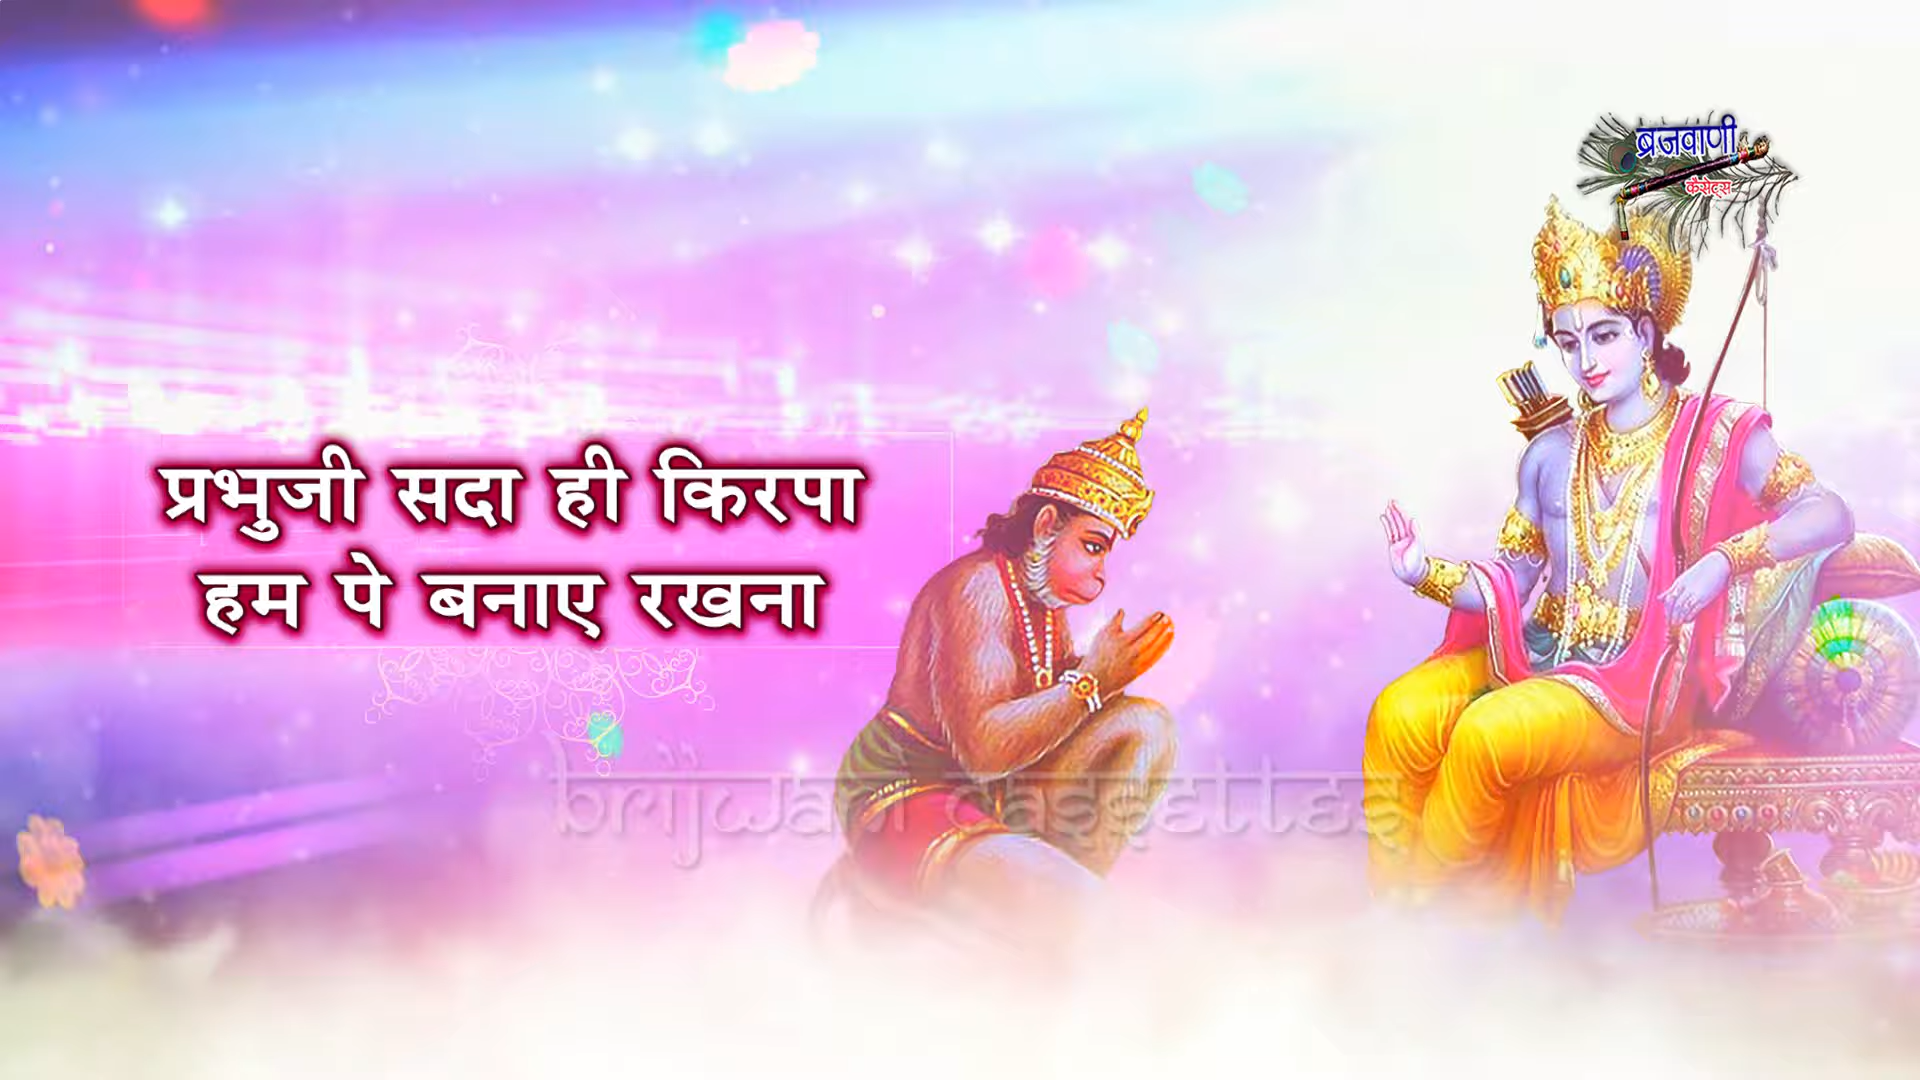 ब्रजवाणी
कैसेट्स
प्रभुजी सदा ही किरपा
हम पे बनाए रखना
Brijwani Cassettes